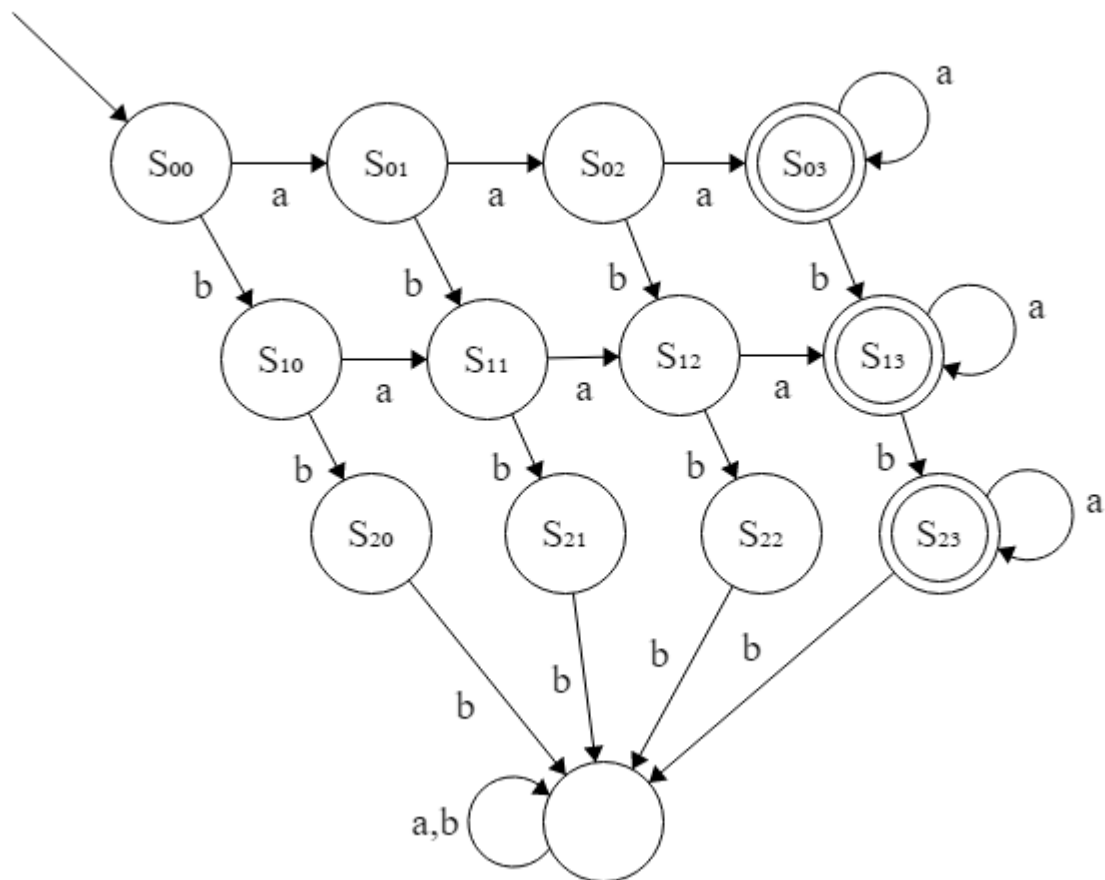 a
S₀₀ S₀₁ S₀₂ S₀₃
a a a
b b b b
a
S₁₀ S₁₁ S₁₂ S₁₃
a a a
b b b b
a
S₂₀ S₂₁ S₂₂ S₂₃
b b b b
a,b